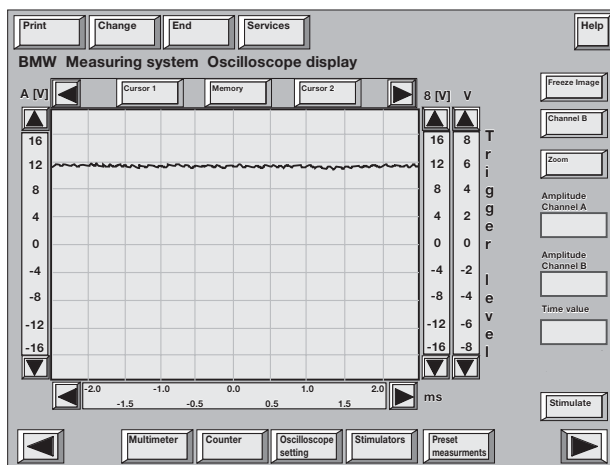 Print Change End Services Help
BMW Measuring system Oscilloscope display
A [V] Cursor 1 Memory Cursor 2 8 [V] V Freeze Image
16 16 8 Channel B
12 12 6 Zoom
8 8 4
4 4 2 Amplitude Channel A
0 0 0
-4 -4 -2 Amplitude Channel B
-8 -8 -4 Time value
-12 -12 -6
-16 -16 -8
Trigger level
-2.0 -1.0 0.0 1.0 2.0 ms
-1.5 -0.5 0.5 1.5
Stimulate
Multimeter Counter Oscilloscope setting Stimulators Preset measurments